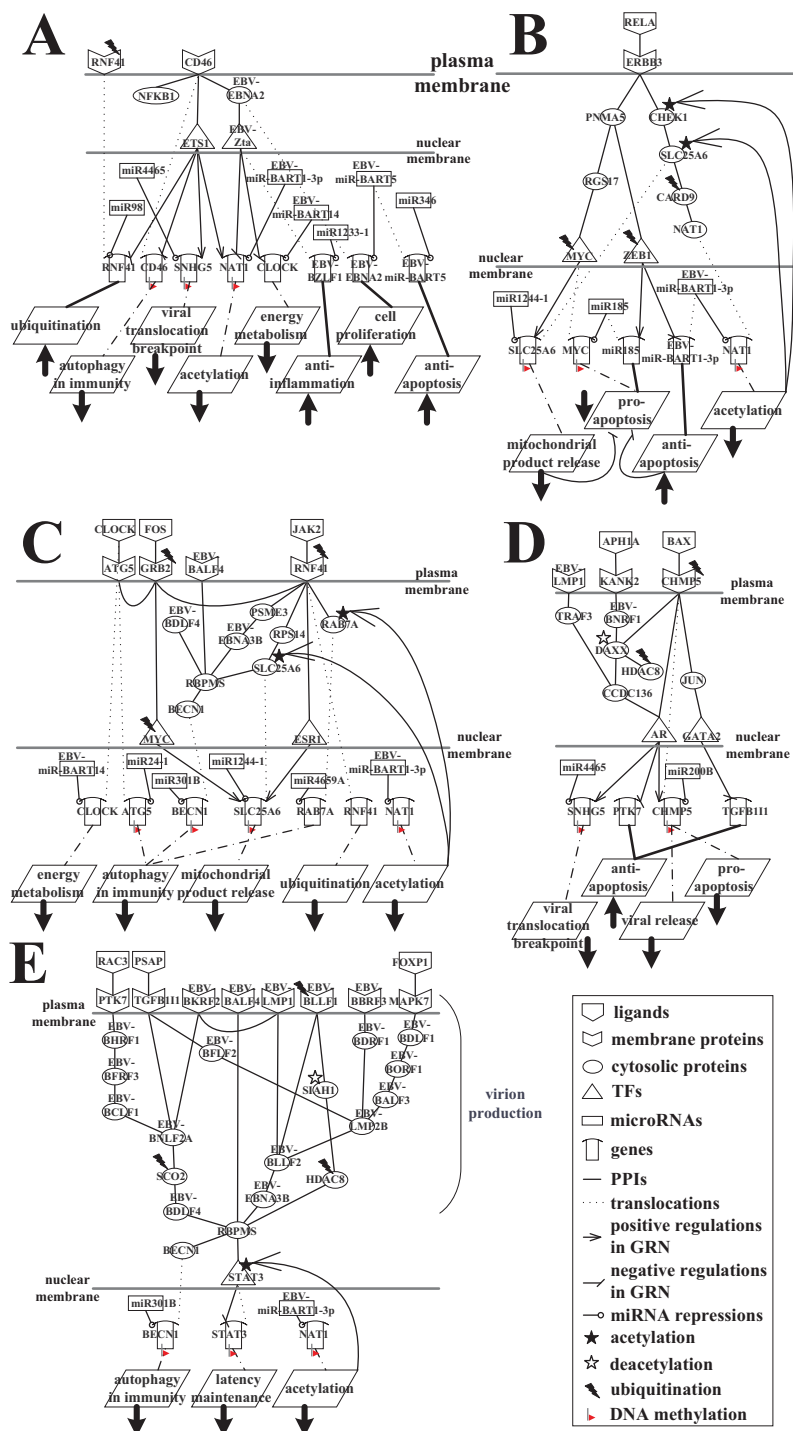 A
RNF41
CD46
plasma
membrane
NFKB1
EBV-
EBNA2
ETS1
EBV-
Zta
nuclear
membrane
miR4465
EBV-
miR-BART1-3p
EBV-
miR-BART5
miR98
EBV-
miR-BART14
miR346
miR1233-1
RNF41
CD46
SNHG5
NAT1
CLOCK
EBV-
BZLF1
EBV-
EBNA2
EBV-
miR-BART5
ubiquitination
viral
translocation
breakpoint
energy
metabolism
cell
proliferation
autophagy
in immunity
acetylation
anti-
inflammation
anti-
apoptosis
B
RELA
ERBB3
PNMA5
CHEK1
SLC25A6
RGS17
CARD9
NAT1
MYC
ZEB1
nuclear
membrane
EBV-
miR-BART1-3p
miR1244-1
miR185
SLC25A6
MYC
miR185
EBV-
miR-BART1-3p
NAT1
pro-
apoptosis
acetylation
mitochondrial
product release
anti-
apoptosis
C
CLOCK
FOS
JAK2
ATG5
GRB2
EBV-
BALF4
RNF41
plasma
membrane
EBV-
BDLF4
PSME3
EBV-
EBNA3B
RPS14
RAB7A
SLC25A6
RBPMS
BECN1
MYC
ESR1
nuclear
membrane
EBV-
miR-BART14
miR24-1
miR301B
miR1244-1
miR4659A
EBV-
miR-BART1-3p
CLOCK
ATG5
BECN1
SLC25A6
RAB7A
RNF41
NAT1
energy
metabolism
autophagy
in immunity
mitochondrial
product release
ubiquitination
acetylation
D
APH1A
BAX
EBV-
LMP1
KANK2
CHMP5
plasma
membrane
TRAF3
EBV-
BNRF1
DAXX
HDAC8
CCDC136
JUN
AR
GATA2
nuclear
membrane
miR4465
miR200B
SNHG5
PTK7
CHMP5
TGFB1I1
anti-
apoptosis
pro-
apoptosis
viral
translocation
breakpoint
viral release
E
RAC3
PSAP
FOXP1
plasma
membrane
PTK7
TGFB1I1
EBV-
BKRF2
EBV-
BALF4
EBV-
LMP1
EBV-
BLLF1
EBV-
BBRF3
MAPK7
EBV-
BHRF1
EBV-
BFLF2
EBV-
BDRF1
EBV-
BDLF1
EBV-
BFRF3
EBV-
BORF1
SIAH1
EBV-
BALF3
EBV-
BCLF1
EBV-
LMP2B
EBV-
BNLF2A
virion
production
EBV-
BLLF2
SCO2
HDAC8
EBV-
EBNA3B
EBV-
BDLF4
RBPMS
BECN1
STAT3
nuclear
membrane
miR301B
EBV-
miR-BART1-3p
BECN1
STAT3
NAT1
autophagy
in immunity
latency
maintenance
acetylation
ligands
membrane proteins
cytosolic proteins
TFs
microRNAs
genes
PPIs
translocations
positive regulations
in GRN
negative regulations
in GRN
miRNA repressions
acetylation
deacetylation
ubiquitination
DNA methylation